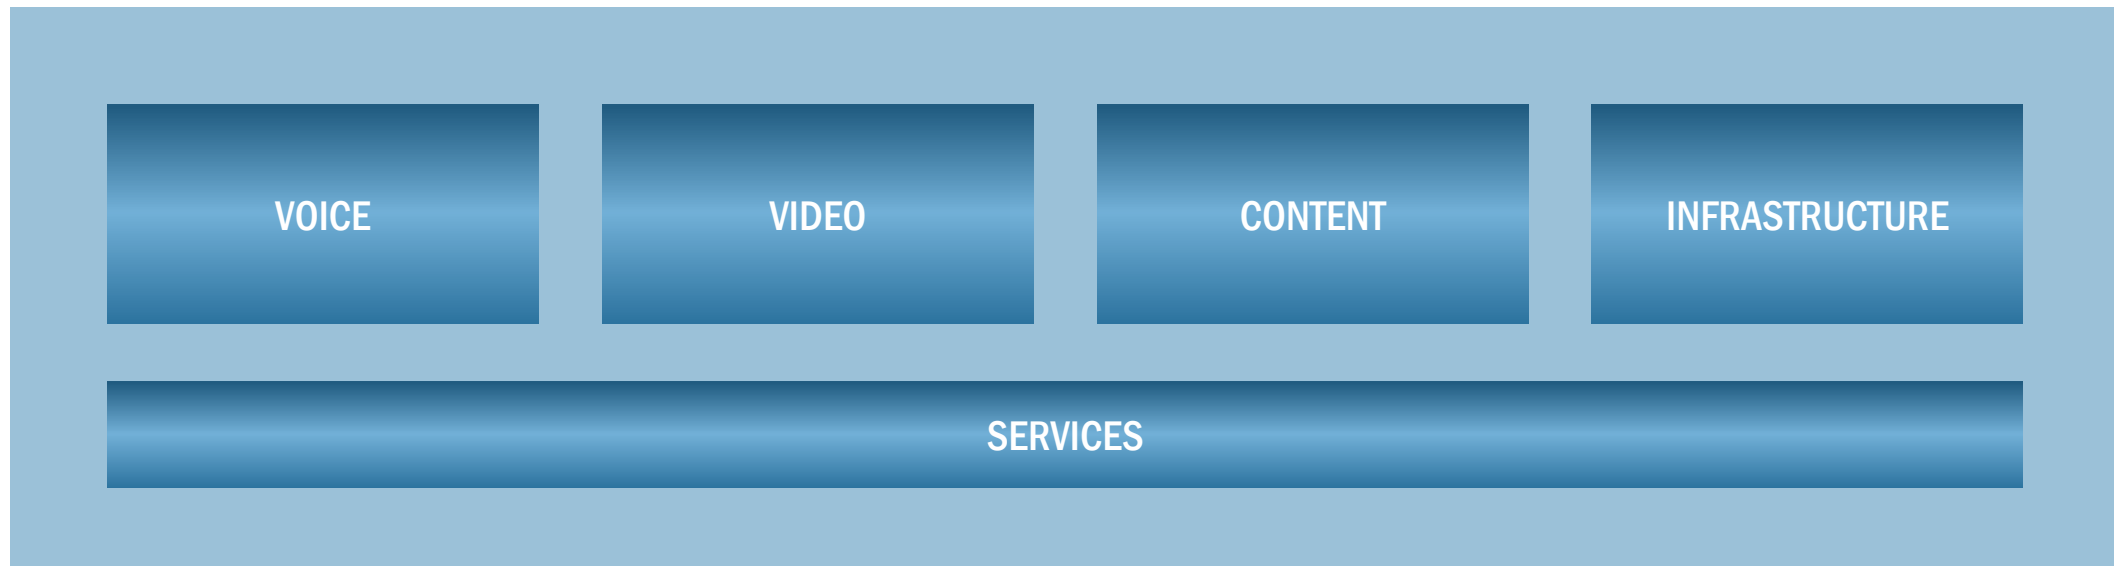 VOICE
VIDEO
CONTENT
INFRASTRUCTURE
SERVICES